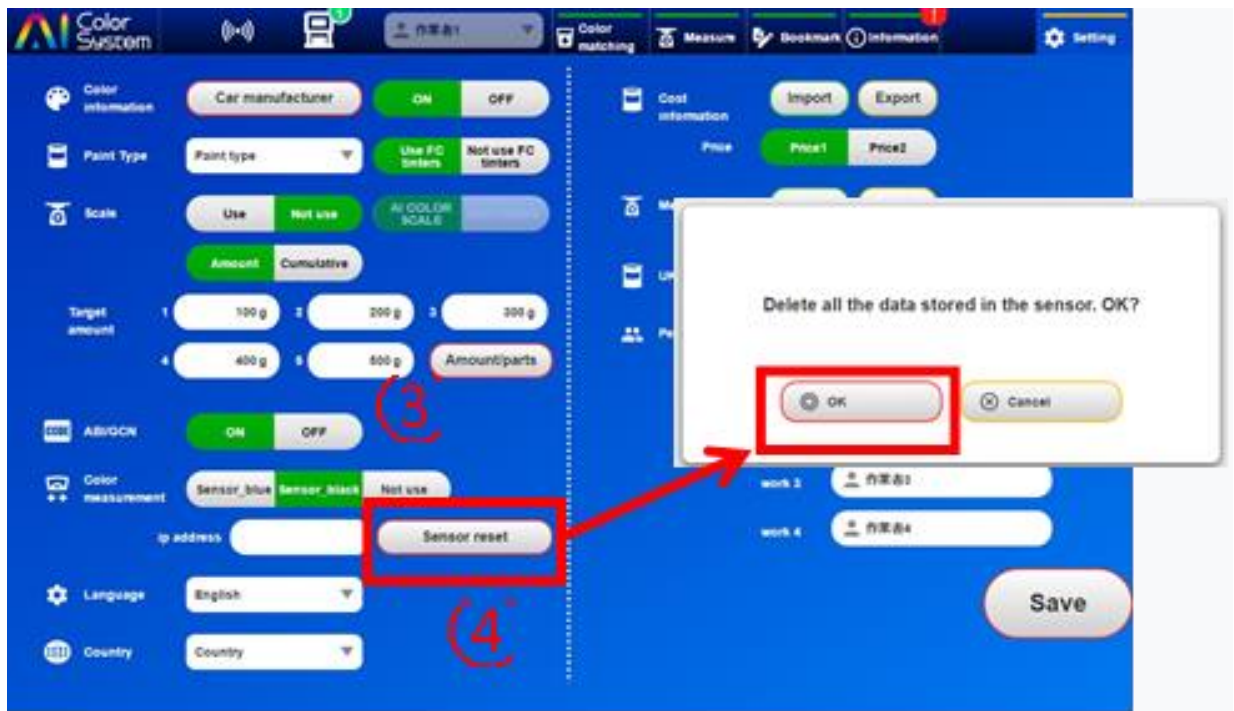 AI Color System
1
作業者1
Color matching
Measure
Bookmark
Information
!
Setting
Color information
Car manufacturer
ON
OFF
Paint Type
Paint type
Use FC tinters
Not use FC tinters
Scale
Use
Not use
AI COLOR SCALE
Amount
Cumulative
Target amount
1
100 g
2
200 g
3
300 g
4
400 g
5
500 g
Amount/parts
(3)
CODE
ABI/GCN
ON
OFF
Color measurement
Sensor_blue
Sensor_black
Not use
ip address
Sensor reset
(4)
Language
English
Country
Country
Cost information
Import
Export
Price
Price1
Price2
Delete all the data stored in the sensor. OK?
OK
Cancel
work 3
作業者3
work 4
作業者4
Save